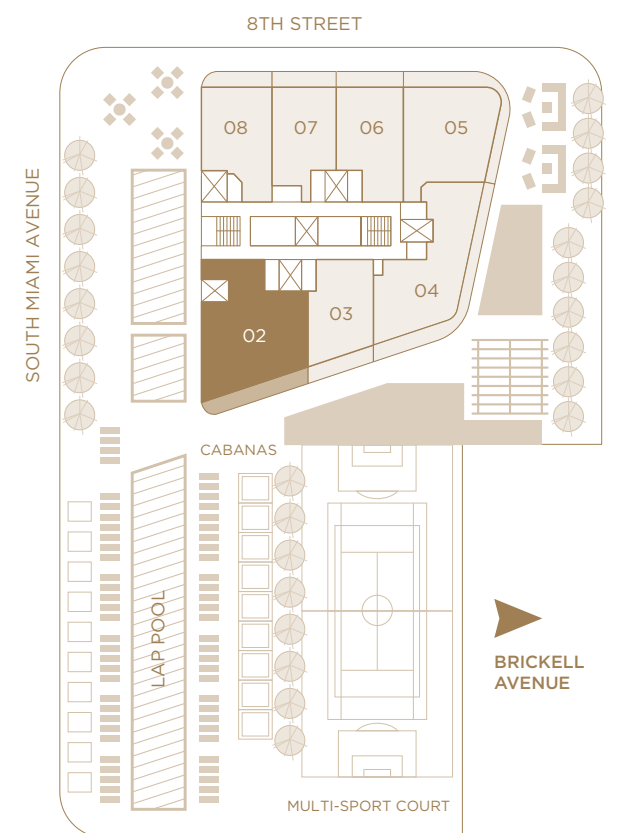 8TH STREET
08
07
06
05
SOUTH MIAMI AVENUE
04
03
02
CABANAS
LAP POOL
BRICKELL
AVENUE
MULTI-SPORT COURT